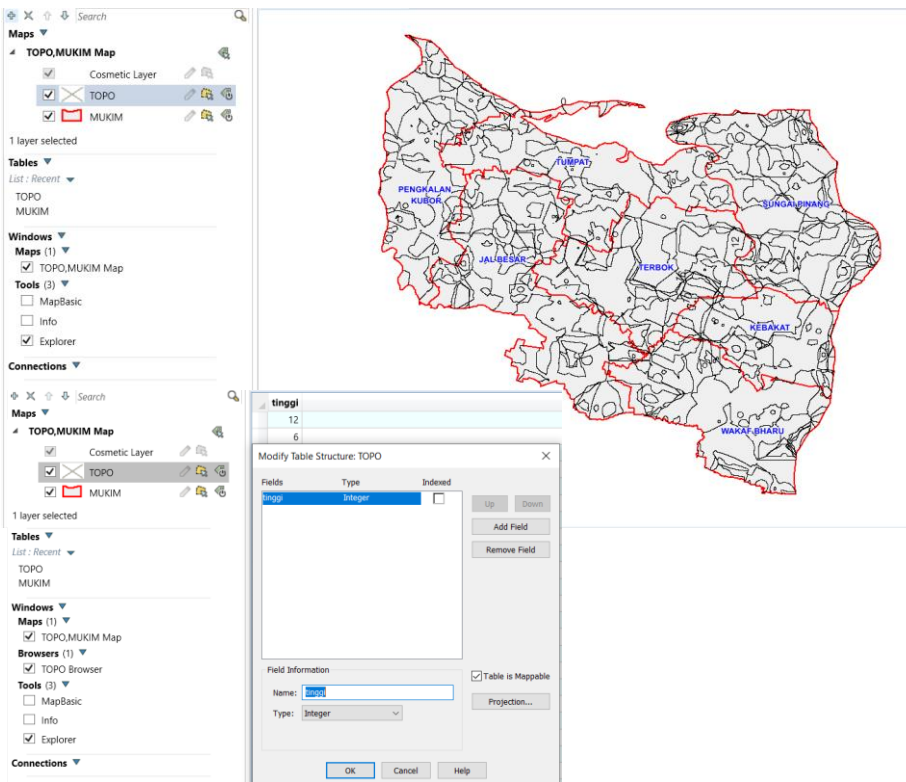 Search
Maps
TOPO,MUKIM Map
Cosmetic Layer
TOPO
MUKIM
1 layer selected
Tables
List : Recent
TOPO
MUKIM
Windows
Maps (1)
TOPO,MUKIM Map
Tools (3)
MapBasic
Info
Explorer
Connections
TUMPAT
PENGKALAN
KUBOR
SUNGAI PINANG
JAL BESAR
TERBOK
12
KEBAKAT
WAKAF BHARU
Search
Maps
TOPO,MUKIM Map
Cosmetic Layer
TOPO
MUKIM
1 layer selected
Tables
List : Recent
TOPO
MUKIM
Windows
Maps (1)
TOPO,MUKIM Map
Browsers (1)
TOPO Browser
Tools (3)
MapBasic
Info
Explorer
Connections
tinggi
12
6
Modify Table Structure: TOPO
Fields Type Indexed
tinggi Integer
Up Down
Add Field
Remove Field
Field Information
Table is Mappable
Name: tinggi
Projection...
Type: Integer
OK Cancel Help